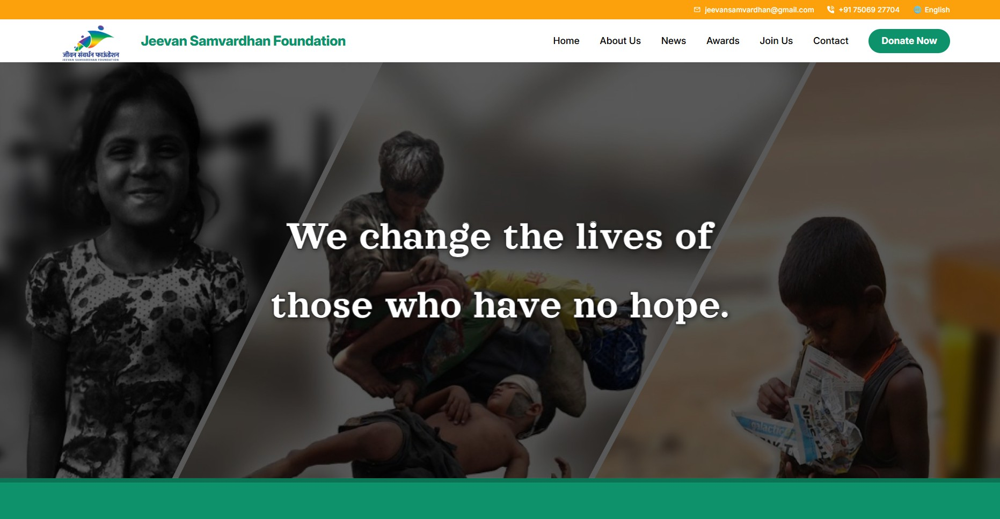 jeevansamvardhan@gmail.com +91 75069 27704 English
जीवन संवर्धन फाऊंडेशन
JEEVAN SAMVARDHAN FOUNDATION
Jeevan Samvardhan Foundation
Home About Us News Awards Join Us Contact Donate Now
We change the lives of
those who have no hope.